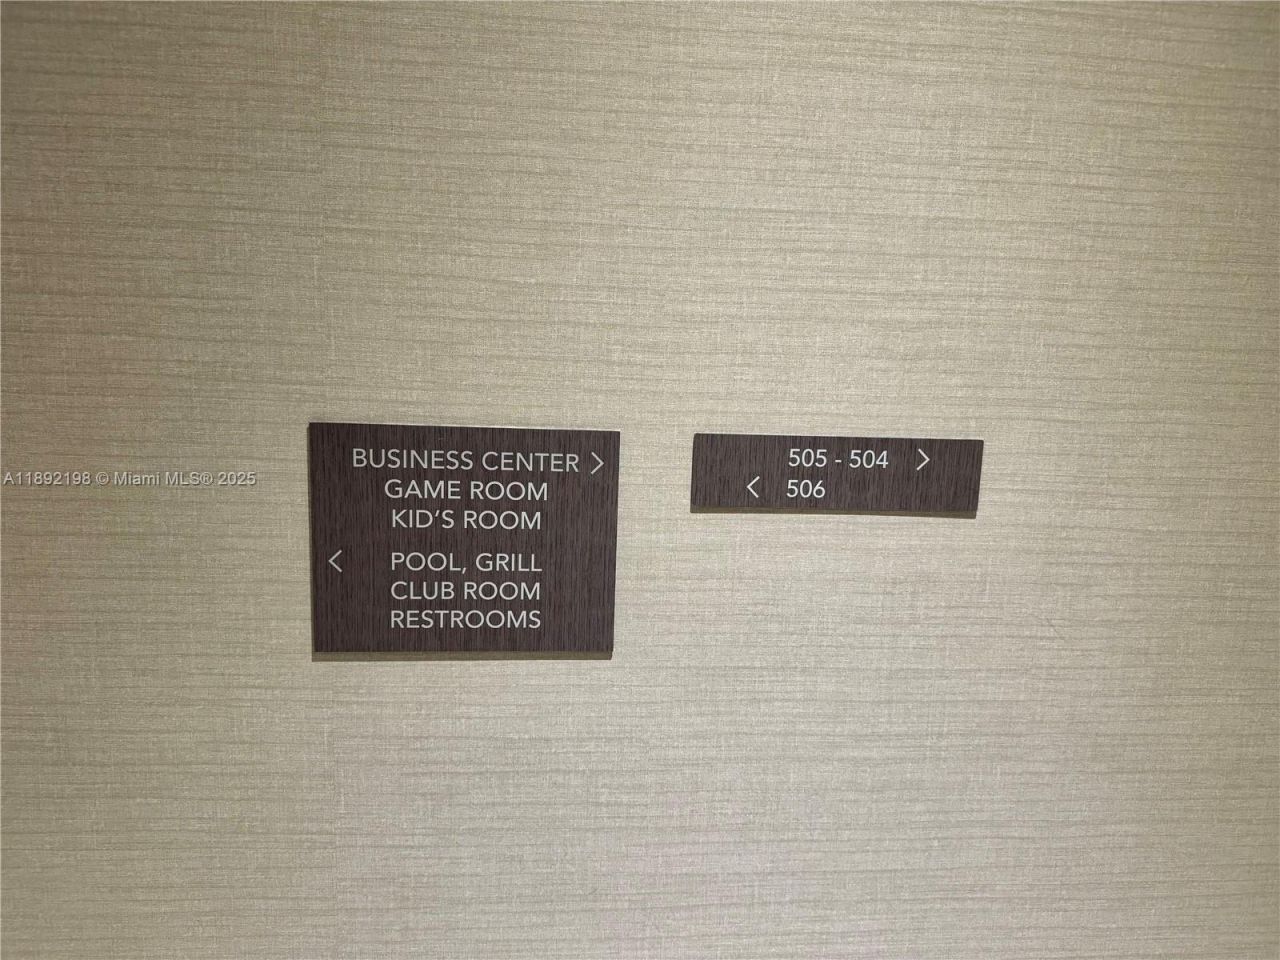 BUSINESS CENTER >
GAME ROOM
KID'S ROOM
< POOL, GRILL
CLUB ROOM
RESTROOMS
505 - 504 >
< 506
A11892198 © Miami MLS® 2025